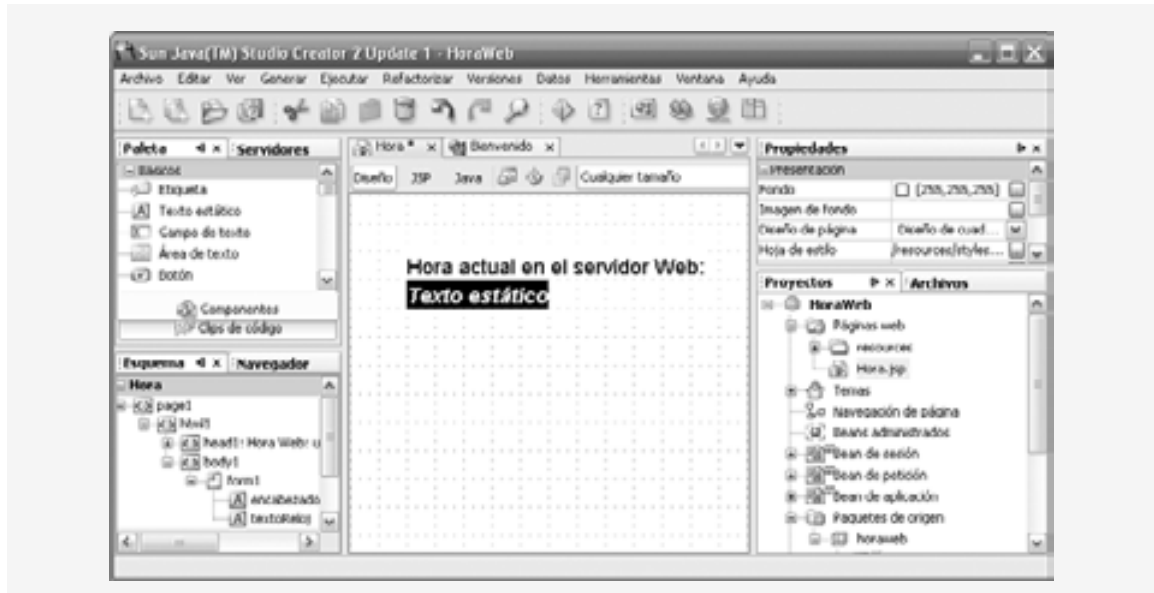 Sun Java(TM) Studio Creator 2 Update 1 - HoraWeb
Archivo Editar Ver Generar Ejecutar Refactorizar Versiones Datos Herramientas Ventana Ayuda
Paleta Servidores
Básicos
Etiqueta
Texto estático
Campo de texto
Área de texto
Botón
Componentes
Clips de código
Esquema Navegador
Hora
page1
html1
head1: Hora Web: u
body1
form1
encabezado
textoReloj
Hora * Bienvenido
Diseño JSP Java Cualquier tamaño
Hora actual en el servidor Web:
Texto estático
Propiedades
Presentación
Fondo [255,255,255]
Imagen de fondo
Diseño de página Diseño de cuad...
Hoja de estilo /resources/styles...
Proyectos Archivos
HoraWeb
Páginas web
resources
Hora.jsp
Temas
Navegación de página
Beans administrados
Bean de sesión
Bean de petición
Bean de aplicación
Paquetes de origen
horaweb